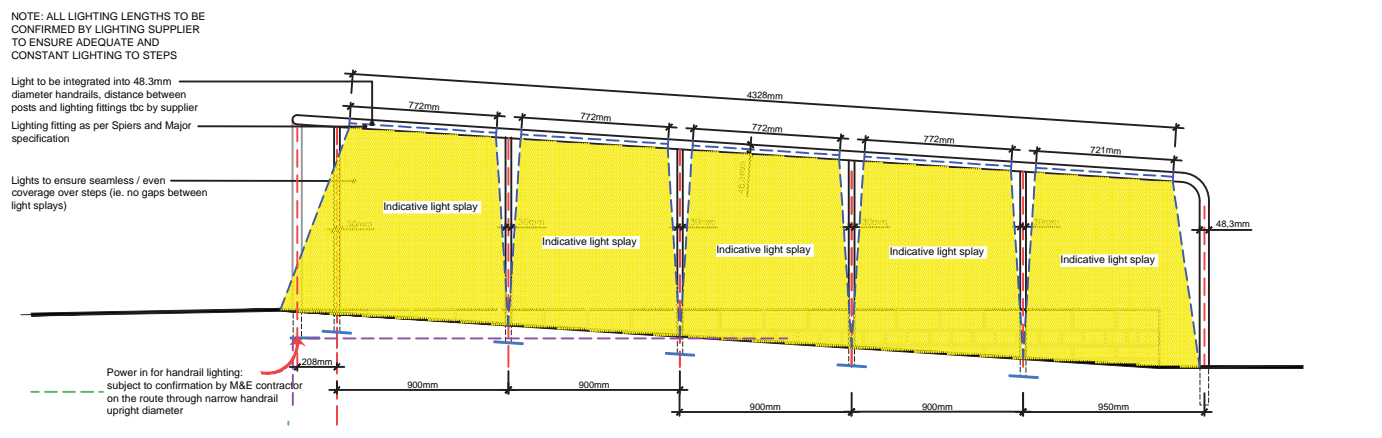 NOTE: ALL LIGHTING LENGTHS TO BE
CONFIRMED BY LIGHTING SUPPLIER
TO ENSURE ADEQUATE AND
CONSTANT LIGHTING TO STEPS
Light to be integrated into 48.3mm
diameter handrails, distance between
posts and lighting fittings tbc by supplier
Lighting fitting as per Spiers and Major
specification
Lights to ensure seamless / even
coverage over steps (ie. no gaps between
light splays)
4328mm
772mm
772mm
772mm
772mm
721mm
48,3mm
Indicative light splay
Indicative light splay
Indicative light splay
Indicative light splay
Indicative light splay
30mm
48,3mm
208mm
Power in for handrail lighting:
subject to confirmation by M&E contractor
on the route through narrow handrail
upright diameter
900mm
900mm
900mm
900mm
950mm